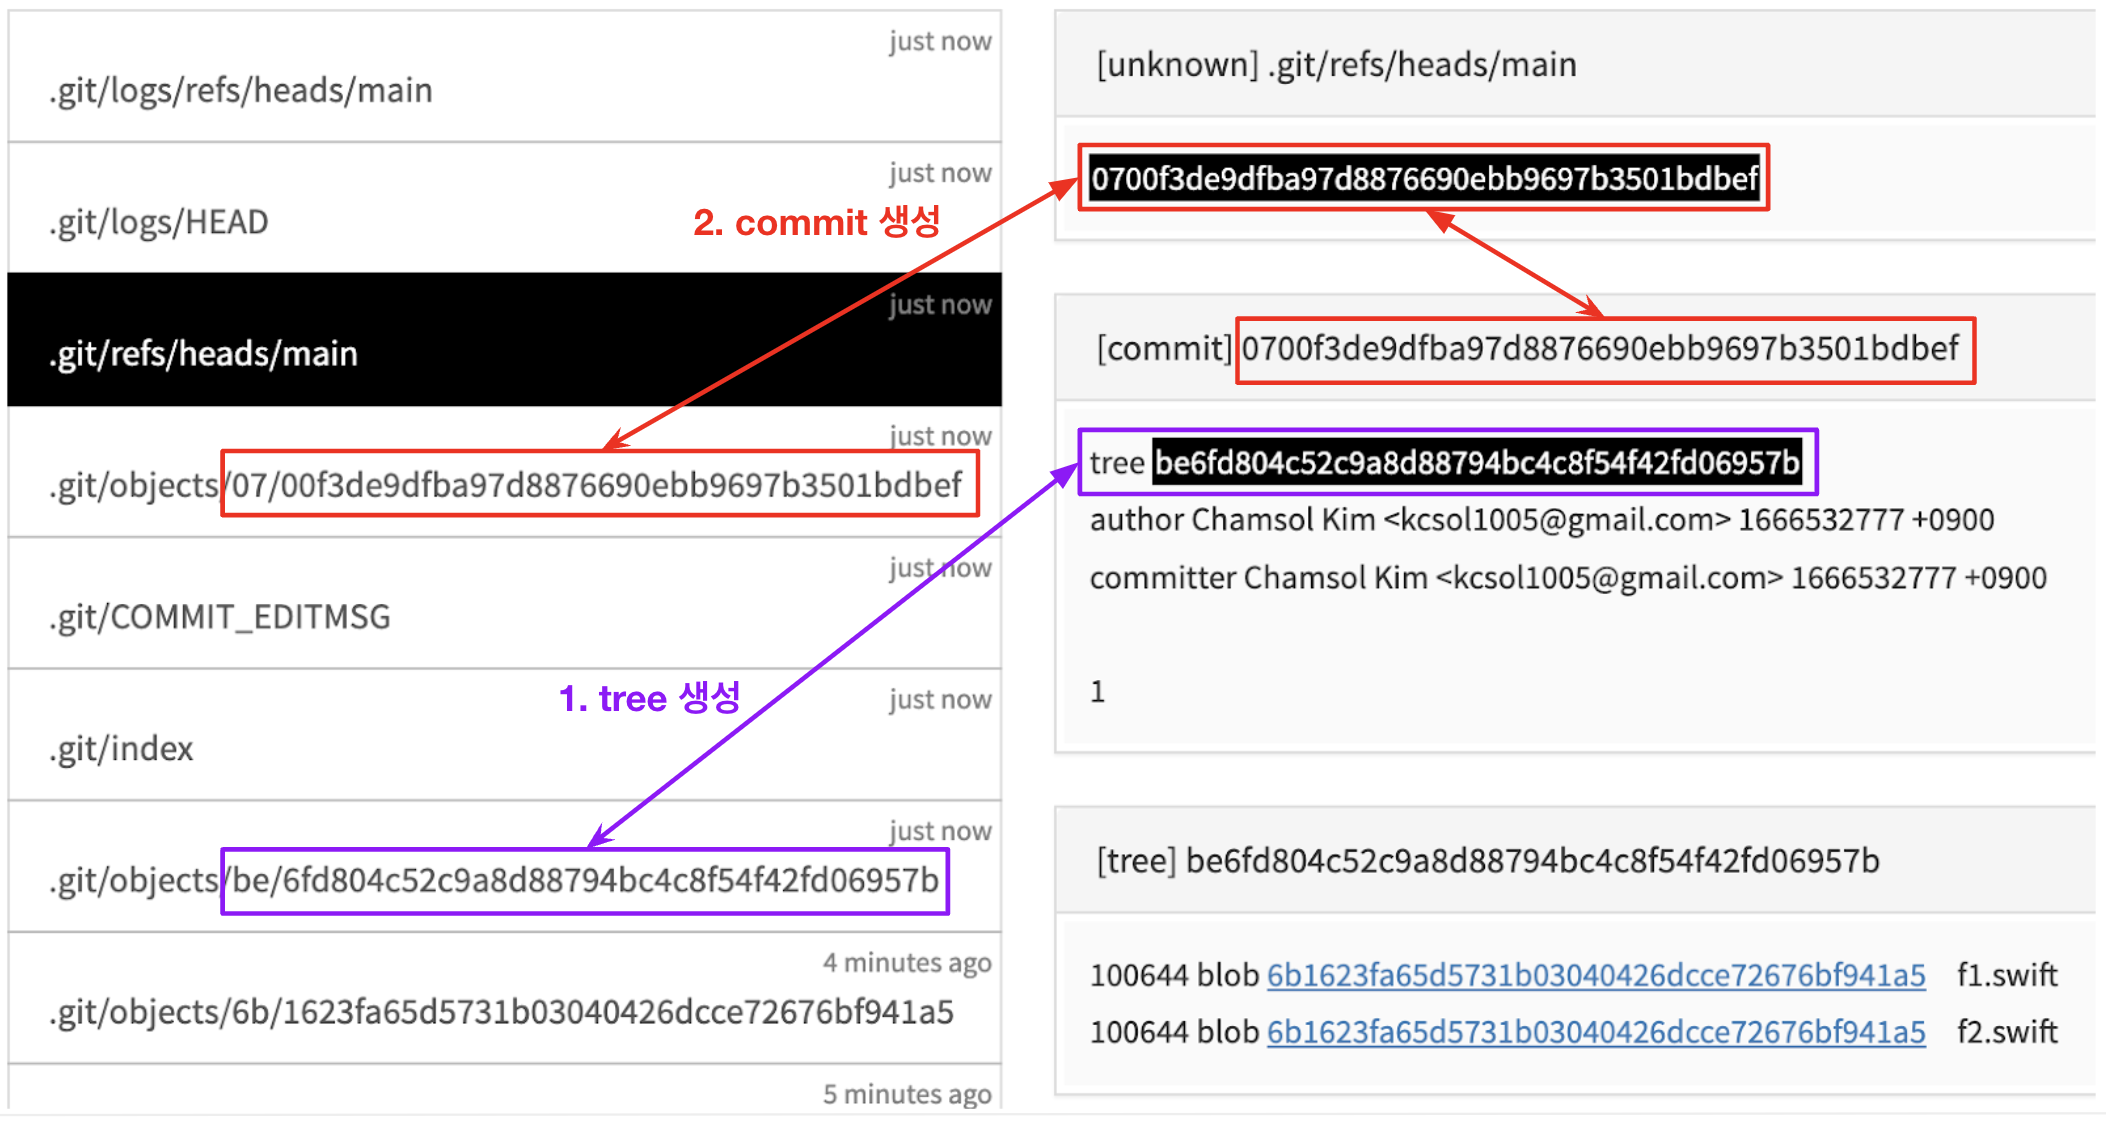 just now
.git/logs/refs/heads/main
just now
.git/logs/HEAD
just now
.git/refs/heads/main
just now
.git/objects/07/00f3de9dfba97d8876690ebb9697b3501bdbef
just now
.git/COMMIT_EDITMSG
just now
.git/index
just now
.git/objects/be/6fd804c52c9a8d88794bc4c8f54f42fd06957b
4 minutes ago
.git/objects/6b/1623fa65d5731b03040426dcce72676bf941a5
5 minutes ago
2. commit 생성
1. tree 생성
[unknown] .git/refs/heads/main
0700f3de9dfba97d8876690ebb9697b3501bdbef
[commit] 0700f3de9dfba97d8876690ebb9697b3501bdbef
tree be6fd804c52c9a8d88794bc4c8f54f42fd06957b
author Chamsol Kim <kcsol1005@gmail.com> 1666532777 +0900
committer Chamsol Kim <kcsol1005@gmail.com> 1666532777 +0900
1
[tree] be6fd804c52c9a8d88794bc4c8f54f42fd06957b
100644 blob 6b1623fa65d5731b03040426dcce72676bf941a5 f1.swift
100644 blob 6b1623fa65d5731b03040426dcce72676bf941a5 f2.swift